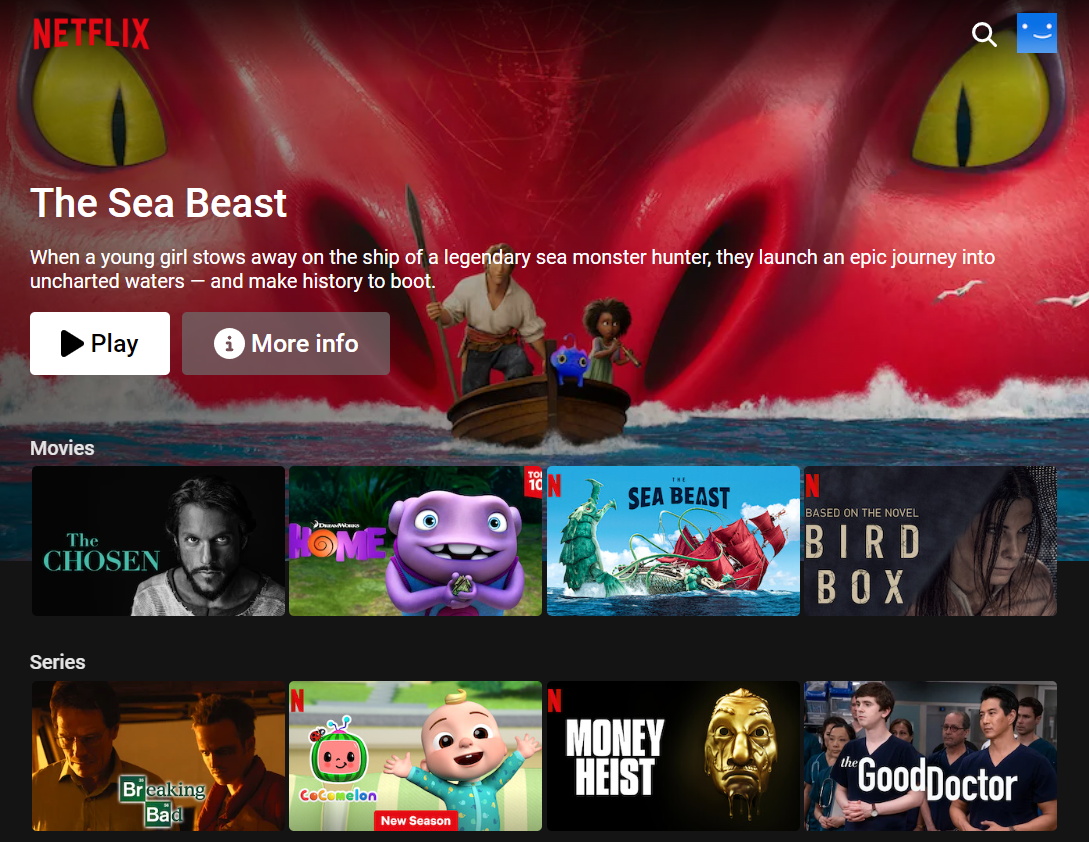 NETFLIX
The Sea Beast
When a young girl stows away on the ship of a legendary sea monster hunter, they launch an epic journey into
uncharted waters — and make history to boot.
Play
More info
Movies
The
CHOSEN
DREAMWORKS
HOME
TOP
10
N
THE
SEA BEAST
N
BASED ON THE NOVEL
BIRD
BOX
Series
Breaking
Bad
N
CoComelon
New Season
N
MONEY
HEIST
the GoodDoctor